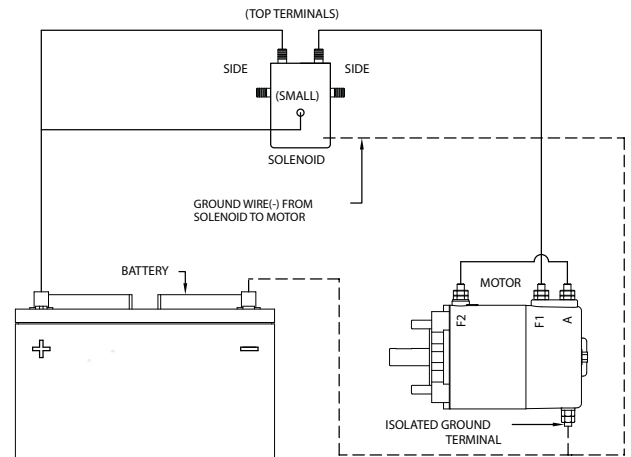 (TOP TERMINALS)
SIDE
SIDE
(SMALL)
SOLENOID
GROUND WIRE(-) FROM
SOLENOID TO MOTOR
BATTERY
MOTOR
F2
F1
A
+
-
ISOLATED GROUND
TERMINAL